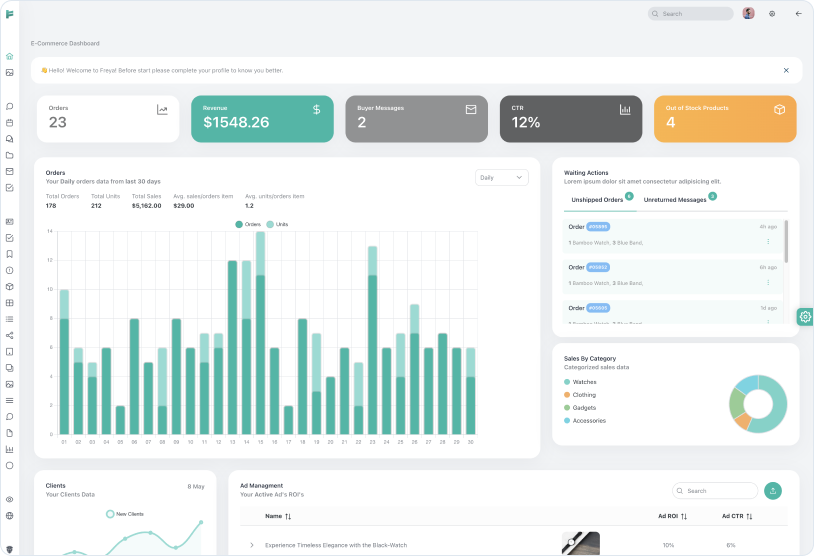 Search
E-Commerce Dashboard
👋 Hello! Welcome to Freya! Before start please complete your profile to know you better.
Orders
23
Revenue
$1548.26
Buyer Messages
2
CTR
12%
Out of Stock Products
4
Orders
Your Daily orders data from last 30 days
Daily
Total Orders Total Units Total Sales Avg. sales/orders item Avg. units/orders item
178 212 $5,162.00 $29.00 1.2
Orders Units
14
12
10
8
6
4
2
0
01 02 03 04 05 06 07 08 09 10 11 12 13 14 15 16 17 18 19 20 21 22 23 24 25 26 27 28 29 30
Waiting Actions
Lorem ipsum dolor sit amet consectetur adipisicing est.
Unshipped Orders Unreturned Messages
Order
4h ago
1 Bamboo Watch, 3 Blue Band,
Order
6h ago
1 Bamboo Watch, 3 Blue Band,
Order
1d ago
1 Bamboo Watch, 3 Blue Band,
Sales By Category
Categorized sales data
Watches
Clothing
Gadgets
Accessories
Clients
8 May
Your Clients Data
New Clients
Ad Managment
Your Active Ad's ROI's
Search
Name Ad ROI Ad CTR
Experience Timeless Elegance with the Black-Watch 10% 6%